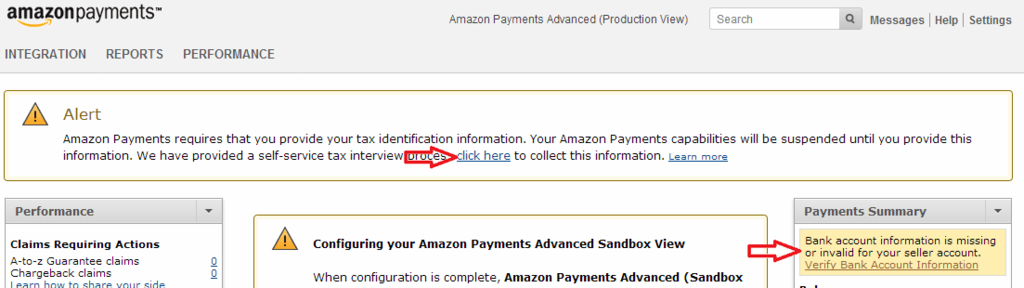 amazonpayments™
Amazon Payments Advanced (Production View)
Search
Messages | Help | Settings
INTEGRATION REPORTS PERFORMANCE
Alert
Amazon Payments requires that you provide your tax identification information. Your Amazon Payments capabilities will be suspended until you provide this
information. We have provided a self-service tax interview proces click here to collect this information. Learn more
Performance
Claims Requiring Actions
A-to-z Guarantee claims 0
Chargeback claims 0
Learn how to share your side
Configuring your Amazon Payments Advanced Sandbox View
When configuration is complete, Amazon Payments Advanced (Sandbox
Payments Summary
Bank account information is missing
or invalid for your seller account.
Verify Bank Account Information